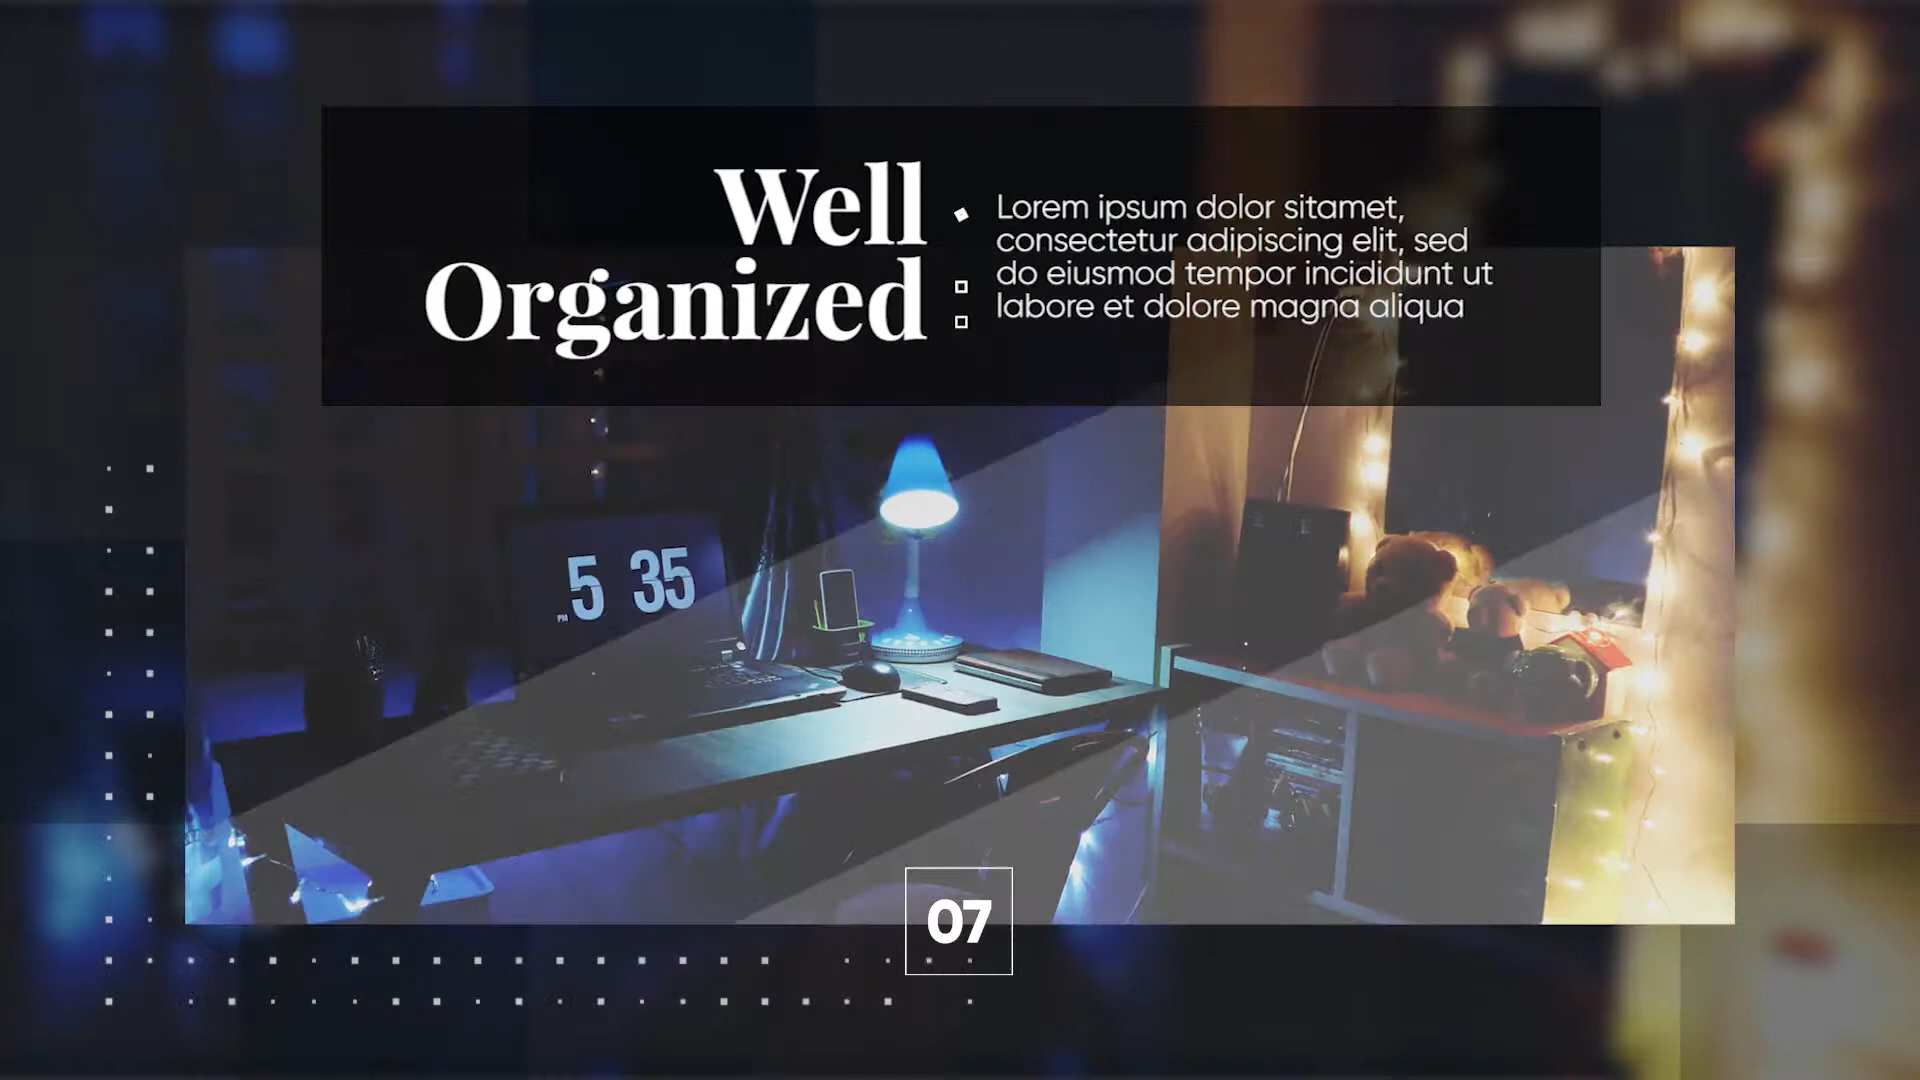 Well
Organized
Lorem ipsum dolor sitamet,
consectetur adipiscing elit, sed
do eiusmod tempor incididunt ut
labore et dolore magna aliqua
PM 5 35
07